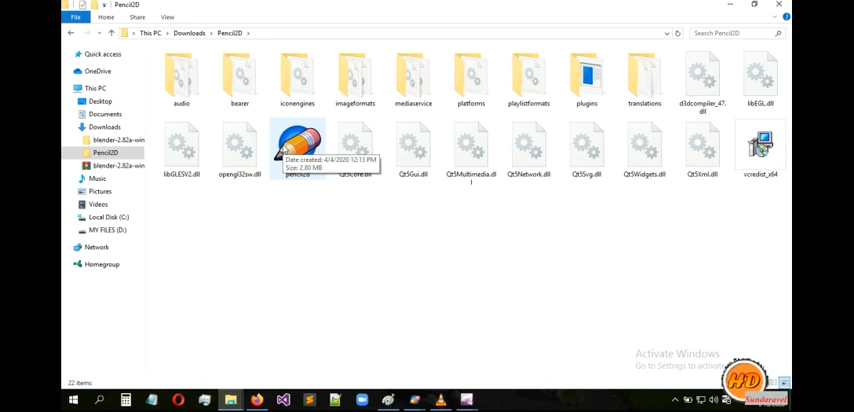 Pencil2D
File
Home
Share
View
This PC
Downloads
Pencil2D
Search Pencil2D
Quick access
OneDrive
This PC
Desktop
Documents
Downloads
blender-2.82a-win
Pencil2D
blender-2.82a-win
Music
Pictures
Videos
Local Disk (C:)
MY FILES (D:)
Network
Homegroup
audio
bearer
iconengines
imageformats
mediaservice
platforms
playlistformats
plugins
translations
d3dcompiler_47.
dll
libEGL.dll
libGLESV2.dll
opengl32sw.dll
pencil2d
Qt5Core.dll
Qt5Gui.dll
Qt5Multimedia.dl
l
Qt5Network.dll
Qt5Svg.dll
Qt5Widgets.dll
Qt5Xml.dll
vcredist_x64
Date created: 4/4/2020 12:13 PM
Size: 2.80 MB
Activate Windows
Go to Settings to activate
22 items
HD
Sundaravel